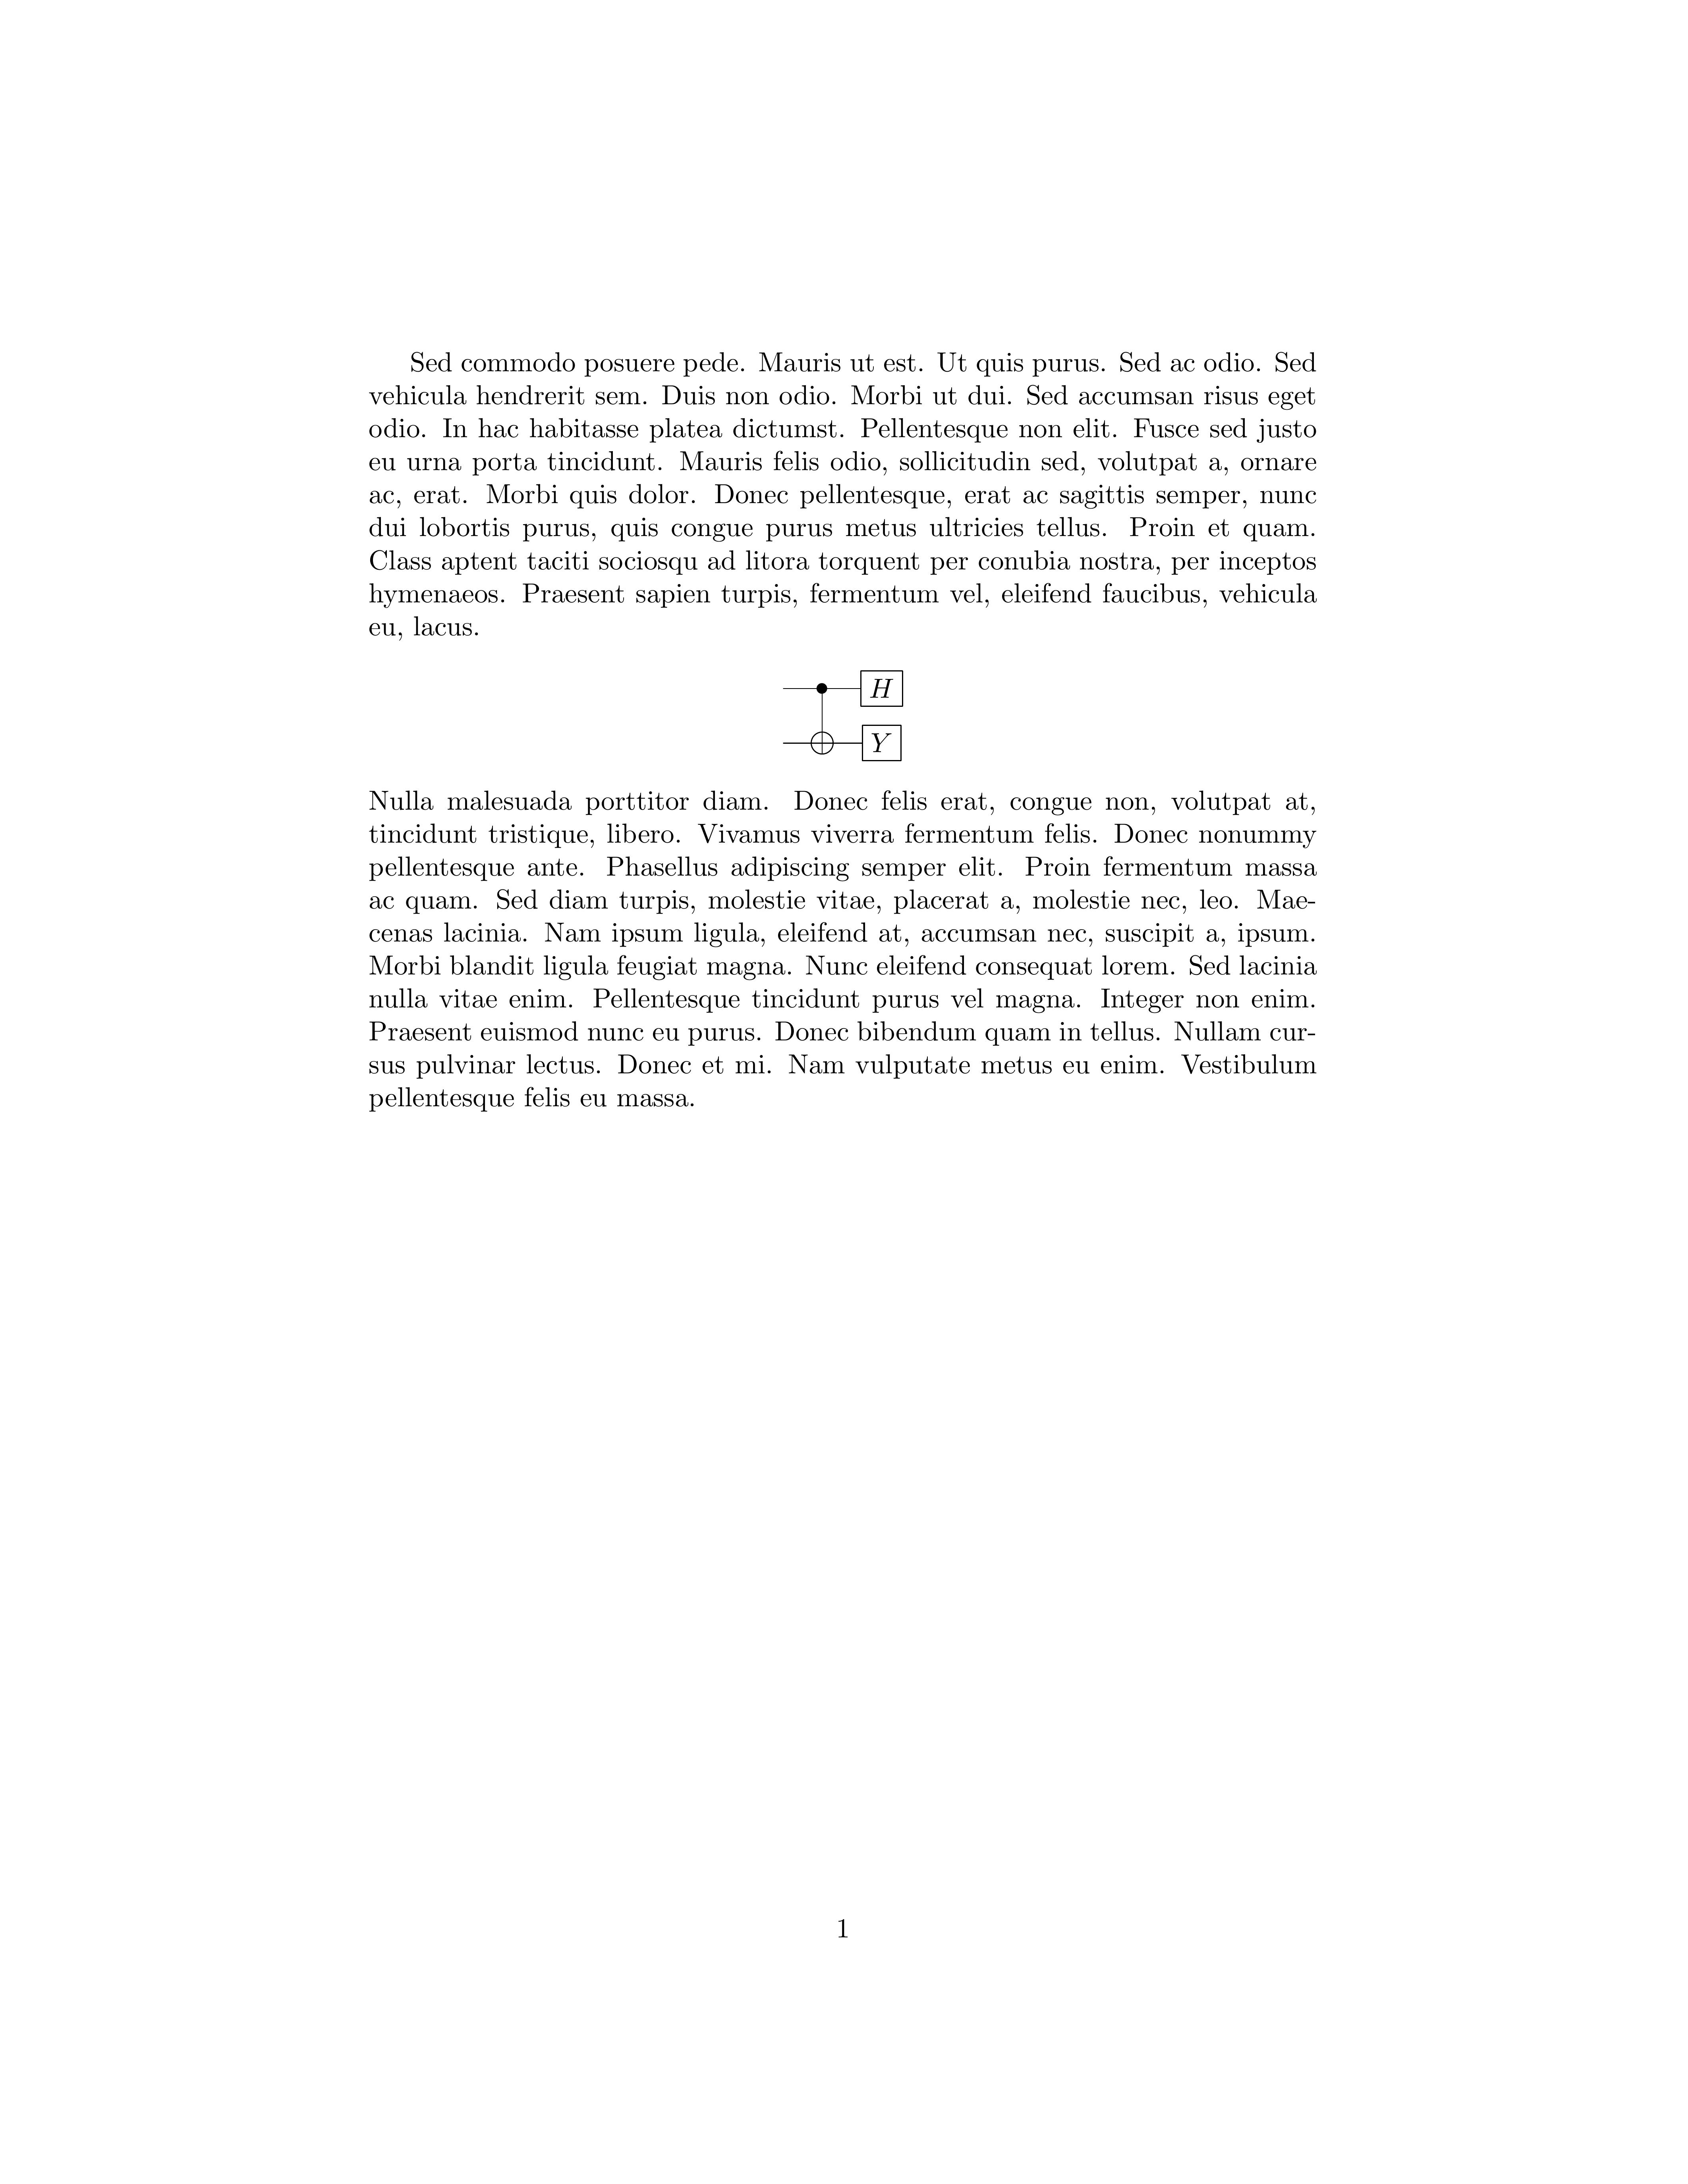 Sed commodo posuere pede. Mauris ut est. Ut quis purus. Sed ac odio. Sed
vehicula hendrerit sem. Duis non odio. Morbi ut dui. Sed accumsan risus eget
odio. In hac habitasse platea dictumst. Pellentesque non elit. Fusce sed justo
eu urna porta tincidunt. Mauris felis odio, sollicitudin sed, volutpat a, ornare
ac, erat. Morbi quis dolor. Donec pellentesque, erat ac sagittis semper, nunc
dui lobortis purus, quis congue purus metus ultricies tellus. Proin et quam.
Class aptent taciti sociosqu ad litora torquent per conubia nostra, per inceptos
hymenaeos. Praesent sapien turpis, fermentum vel, eleifend faucibus, vehicula
eu, lacus.
H
Y
Nulla malesuada porttitor diam. Donec felis erat, congue non, volutpat at,
tincidunt tristique, libero. Vivamus viverra fermentum felis. Donec nonummy
pellentesque ante. Phasellus adipiscing semper elit. Proin fermentum massa
ac quam. Sed diam turpis, molestie vitae, placerat a, molestie nec, leo. Mae-
cenas lacinia. Nam ipsum ligula, eleifend at, accumsan nec, suscipit a, ipsum.
Morbi blandit ligula feugiat magna. Nunc eleifend consequat lorem. Sed lacinia
nulla vitae enim. Pellentesque tincidunt purus vel magna. Integer non enim.
Praesent euismod nunc eu purus. Donec bibendum quam in tellus. Nullam cur-
sus pulvinar lectus. Donec et mi. Nam vulputate metus eu enim. Vestibulum
pellentesque felis eu massa.
1